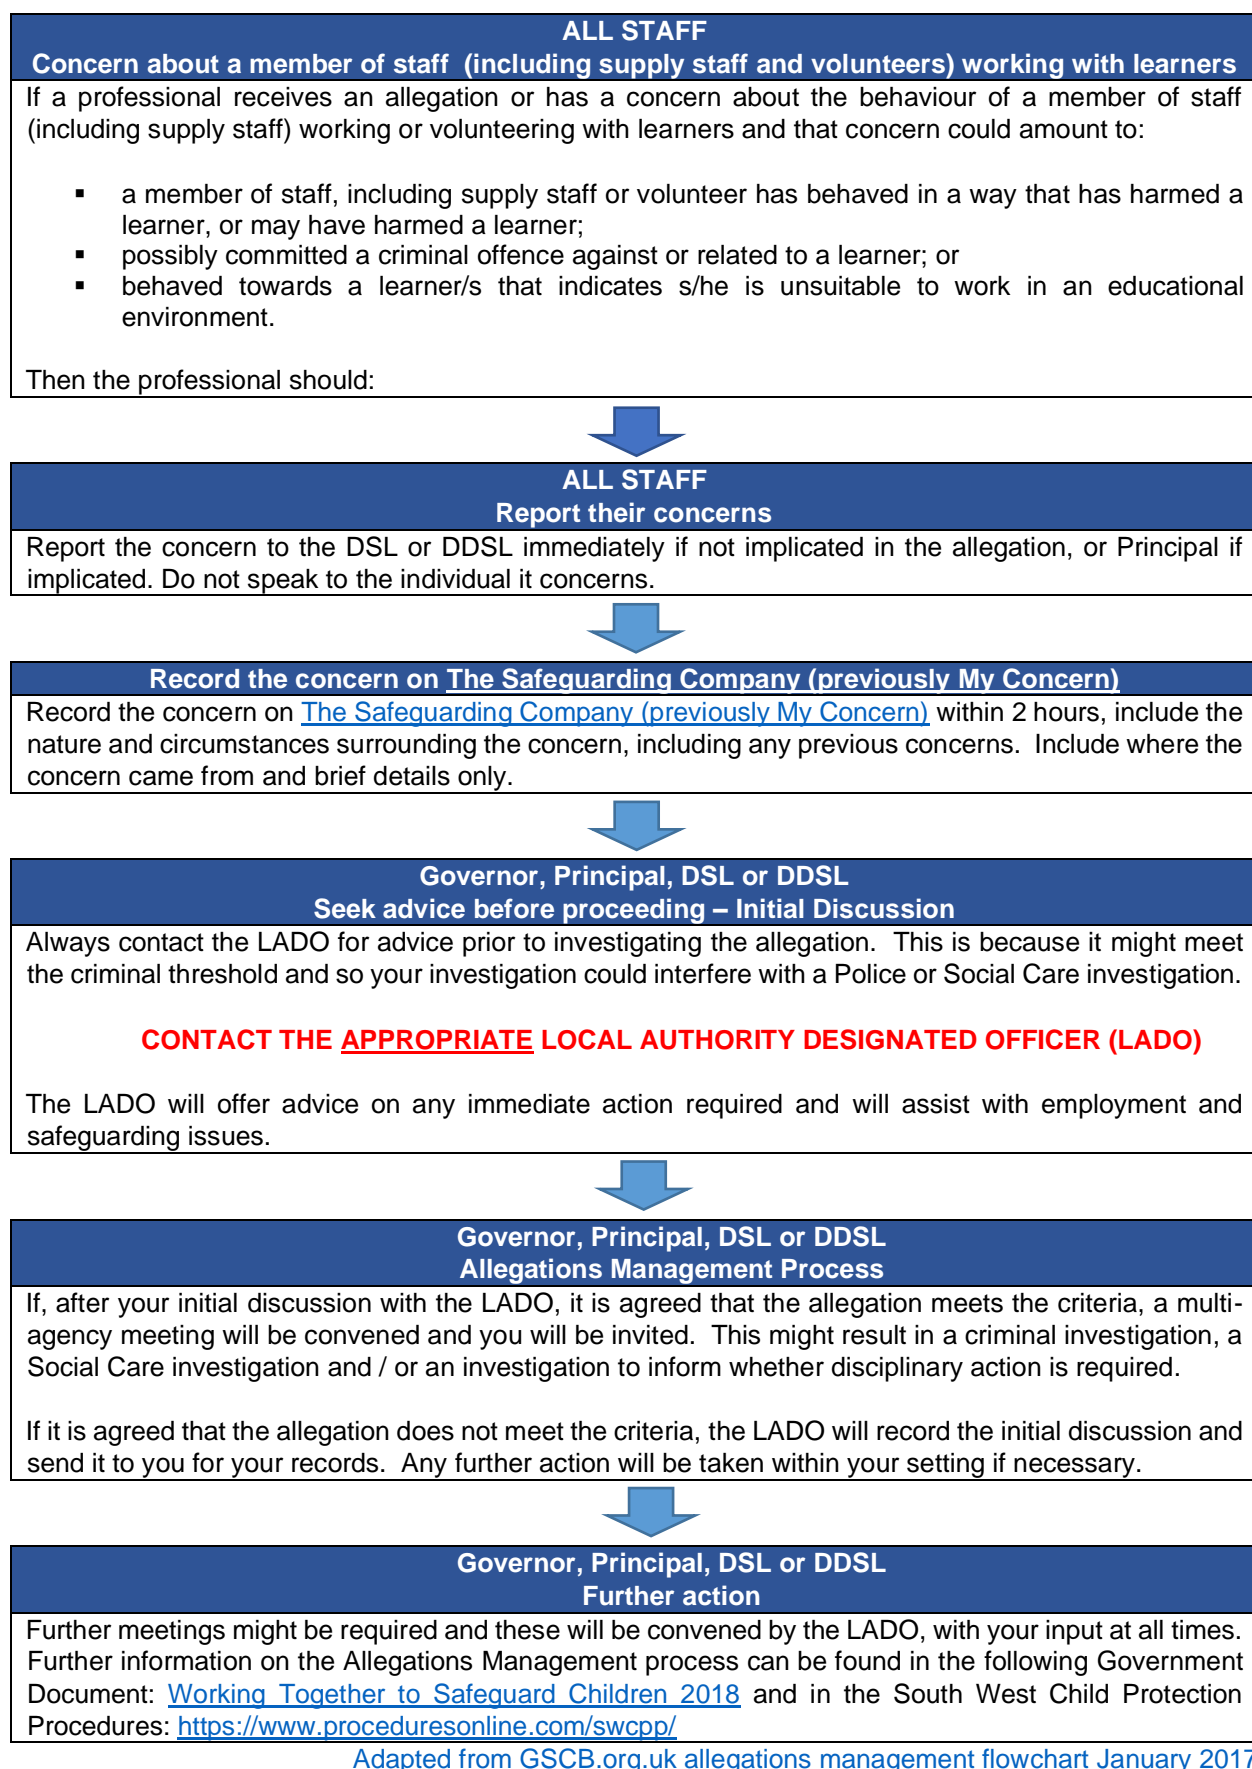 ALL STAFF
Concern about a member of staff  (including supply staff and volunteers) working with learners
If a professional receives an allegation or has a concern about the behaviour of a member of staff
(including supply staff) working or volunteering with learners and that concern could amount to:
▪ a member of staff, including supply staff or volunteer has behaved in a way that has harmed a
learner, or may have harmed a learner;
▪ possibly committed a criminal offence against or related to a learner; or
▪ behaved towards a learner/s that indicates s/he is unsuitable to work in an educational
environment.
Then the professional should:
ALL STAFF
Report their concerns
Report the concern to the DSL or DDSL immediately if not implicated in the allegation, or Principal if
implicated. Do not speak to the individual it concerns.
Record the concern on The Safeguarding Company (previously My Concern)
Record the concern on The Safeguarding Company (previously My Concern) within 2 hours, include the
nature and circumstances surrounding the concern, including any previous concerns.  Include where the
concern came from and brief details only.
Governor, Principal, DSL or DDSL
Seek advice before proceeding – Initial Discussion
Always contact the LADO for advice prior to investigating the allegation.  This is because it might meet
the criminal threshold and so your investigation could interfere with a Police or Social Care investigation.
CONTACT THE APPROPRIATE LOCAL AUTHORITY DESIGNATED OFFICER (LADO)
The LADO will offer advice on any immediate action required and will assist with employment and
safeguarding issues.
Governor, Principal, DSL or DDSL
Allegations Management Process
If, after your initial discussion with the LADO, it is agreed that the allegation meets the criteria, a multi-
agency meeting will be convened and you will be invited.  This might result in a criminal investigation, a
Social Care investigation and / or an investigation to inform whether disciplinary action is required.
If it is agreed that the allegation does not meet the criteria, the LADO will record the initial discussion and
send it to you for your records.  Any further action will be taken within your setting if necessary.
Governor, Principal, DSL or DDSL
Further action
Further meetings might be required and these will be convened by the LADO, with your input at all times.
Further information on the Allegations Management process can be found in the following Government
Document: Working Together to Safeguard Children 2018 and in the South West Child Protection
Procedures: https://www.proceduresonline.com/swcpp/
Adapted from GSCB.org.uk allegations management flowchart January 2017